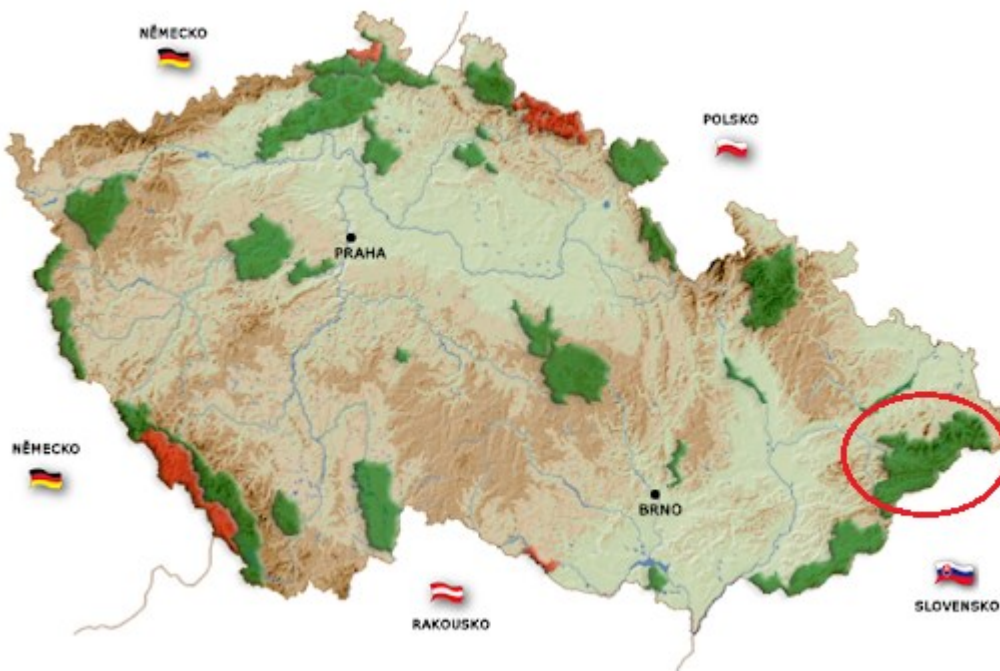 NĚMECKO
POLSKO
PRAHA
NĚMECKO
BRNO
RAKOUSKO
SLOVENSKO